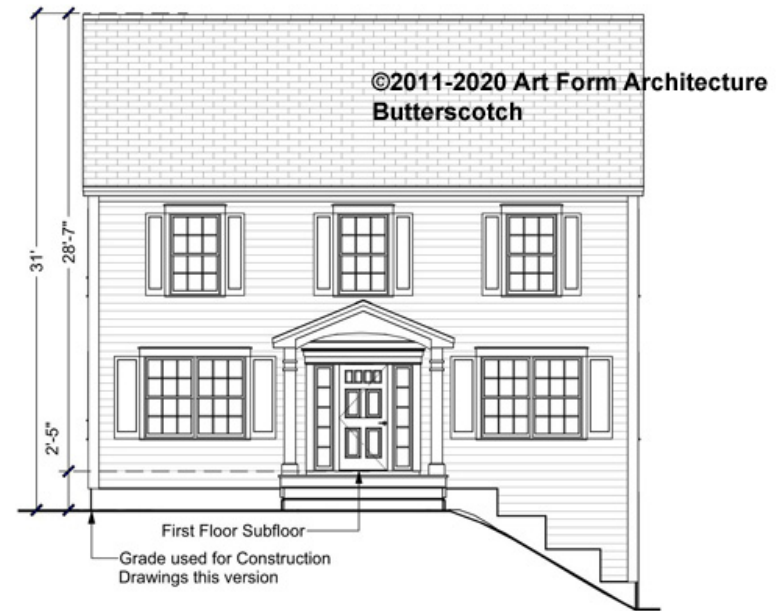 ©2011-2020 Art Form Architecture
Butterscotch
31'
28'-7"
2'-5"
First Floor Subfloor
Grade used for Construction
Drawings this version